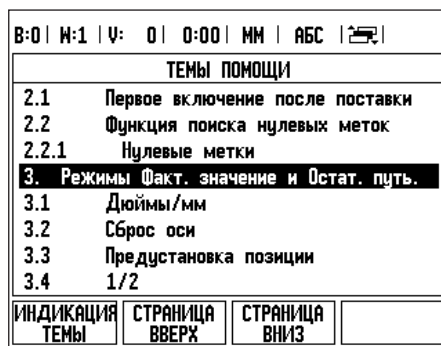 В:0| W:1 | V: 0| 0:00| ММ | АБС |
ТЕМЫ ПОМОЩИ
2.1 Первое включение после поставки
2.2 Функция поиска нулевых меток
2.2.1 Нулевые метки
3. Режимы Факт. значение и Остат. путь.
3.1 Дюймы/мм
3.2 Сброс оси
3.3 Предустановка позиции
3.4 1/2
ИНДИКАЦИЯ ТЕМЫ
СТРАНИЦА ВВЕРХ
СТРАНИЦА ВНИЗ